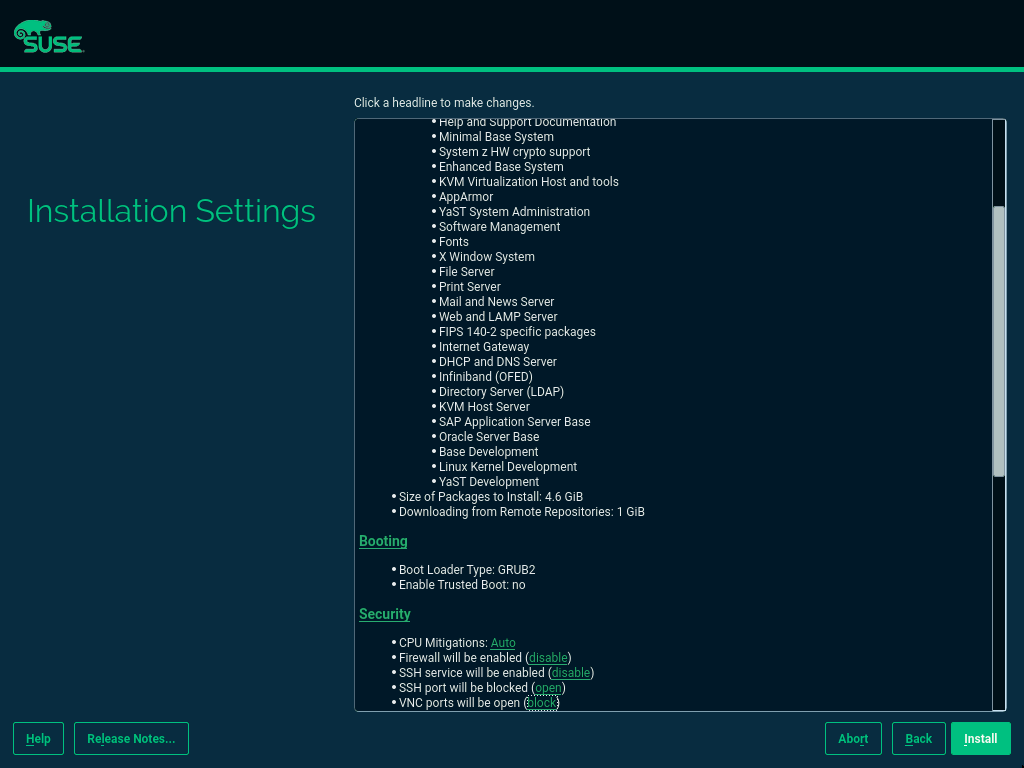 SUSE
Click a headline to make changes.
Installation Settings
• Help and Support Documentation
• Minimal Base System
• System z HW crypto support
• Enhanced Base System
• KVM Virtualization Host and tools
• AppArmor
• YaST System Administration
• Software Management
• Fonts
• X Window System
• File Server
• Print Server
• Mail and News Server
• Web and LAMP Server
• FIPS 140-2 specific packages
• Internet Gateway
• DHCP and DNS Server
• Infiniband (OFED)
• Directory Server (LDAP)
• KVM Host Server
• SAP Application Server Base
• Oracle Server Base
• Base Development
• Linux Kernel Development
• YaST Development
• Size of Packages to Install: 4.6 GiB
• Downloading from Remote Repositories: 1 GiB
Booting
• Boot Loader Type: GRUB2
• Enable Trusted Boot: no
Security
• CPU Mitigations: Auto
• Firewall will be enabled (disable)
• SSH service will be enabled (disable)
• SSH port will be blocked (open)
• VNC ports will be open (block)
Help Release Notes... Abort Back Install